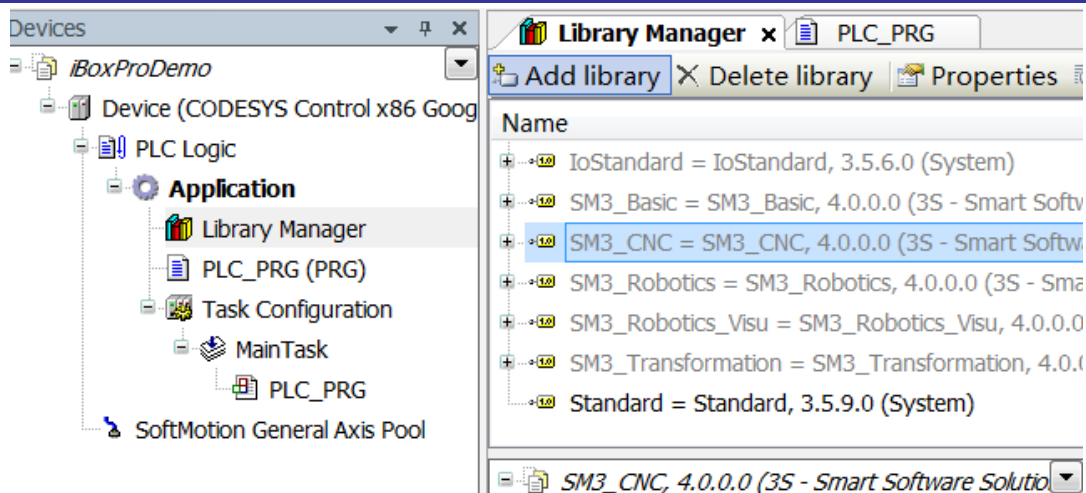 Devices
iBoxProDemo
Device (CODESYS Control x86 Goog
PLC Logic
Application
Library Manager
PLC_PRG (PRG)
Task Configuration
MainTask
PLC_PRG
SoftMotion General Axis Pool
Library Manager PLC_PRG
Add library Delete library Properties
Name
IoStandard = IoStandard, 3.5.6.0 (System)
SM3_Basic = SM3_Basic, 4.0.0.0 (3S - Smart Softw
SM3_CNC = SM3_CNC, 4.0.0.0 (3S - Smart Softwa
SM3_Robotics = SM3_Robotics, 4.0.0.0 (3S - Sma
SM3_Robotics_Visu = SM3_Robotics_Visu, 4.0.0.0
SM3_Transformation = SM3_Transformation, 4.0.0
Standard = Standard, 3.5.9.0 (System)
SM3_CNC, 4.0.0.0 (3S - Smart Software Solutio